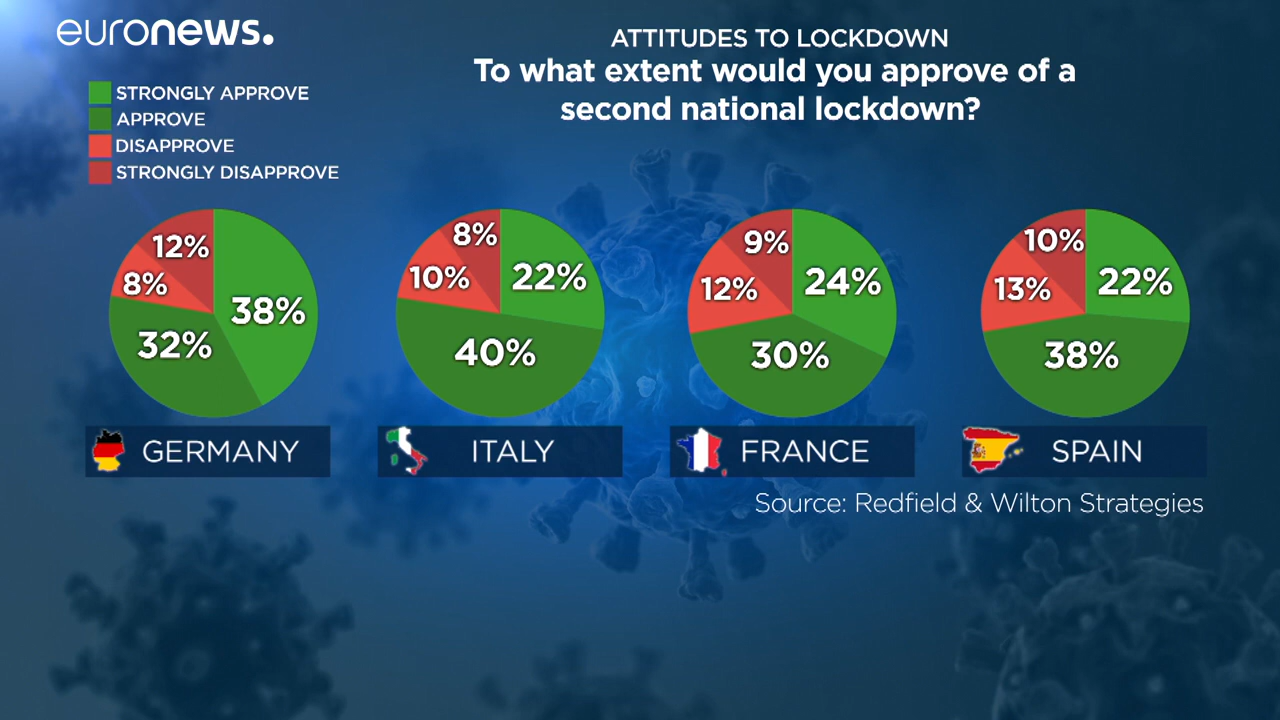 euronews.
ATTITUDES TO LOCKDOWN
To what extent would you approve of a
second national lockdown?
STRONGLY APPROVE
APPROVE
DISAPPROVE
STRONGLY DISAPPROVE
12%
8%
38%
32%
GERMANY
8%
10%
22%
40%
ITALY
9%
12%
24%
30%
FRANCE
10%
13%
22%
38%
SPAIN
Source: Redfield & Wilton Strategies